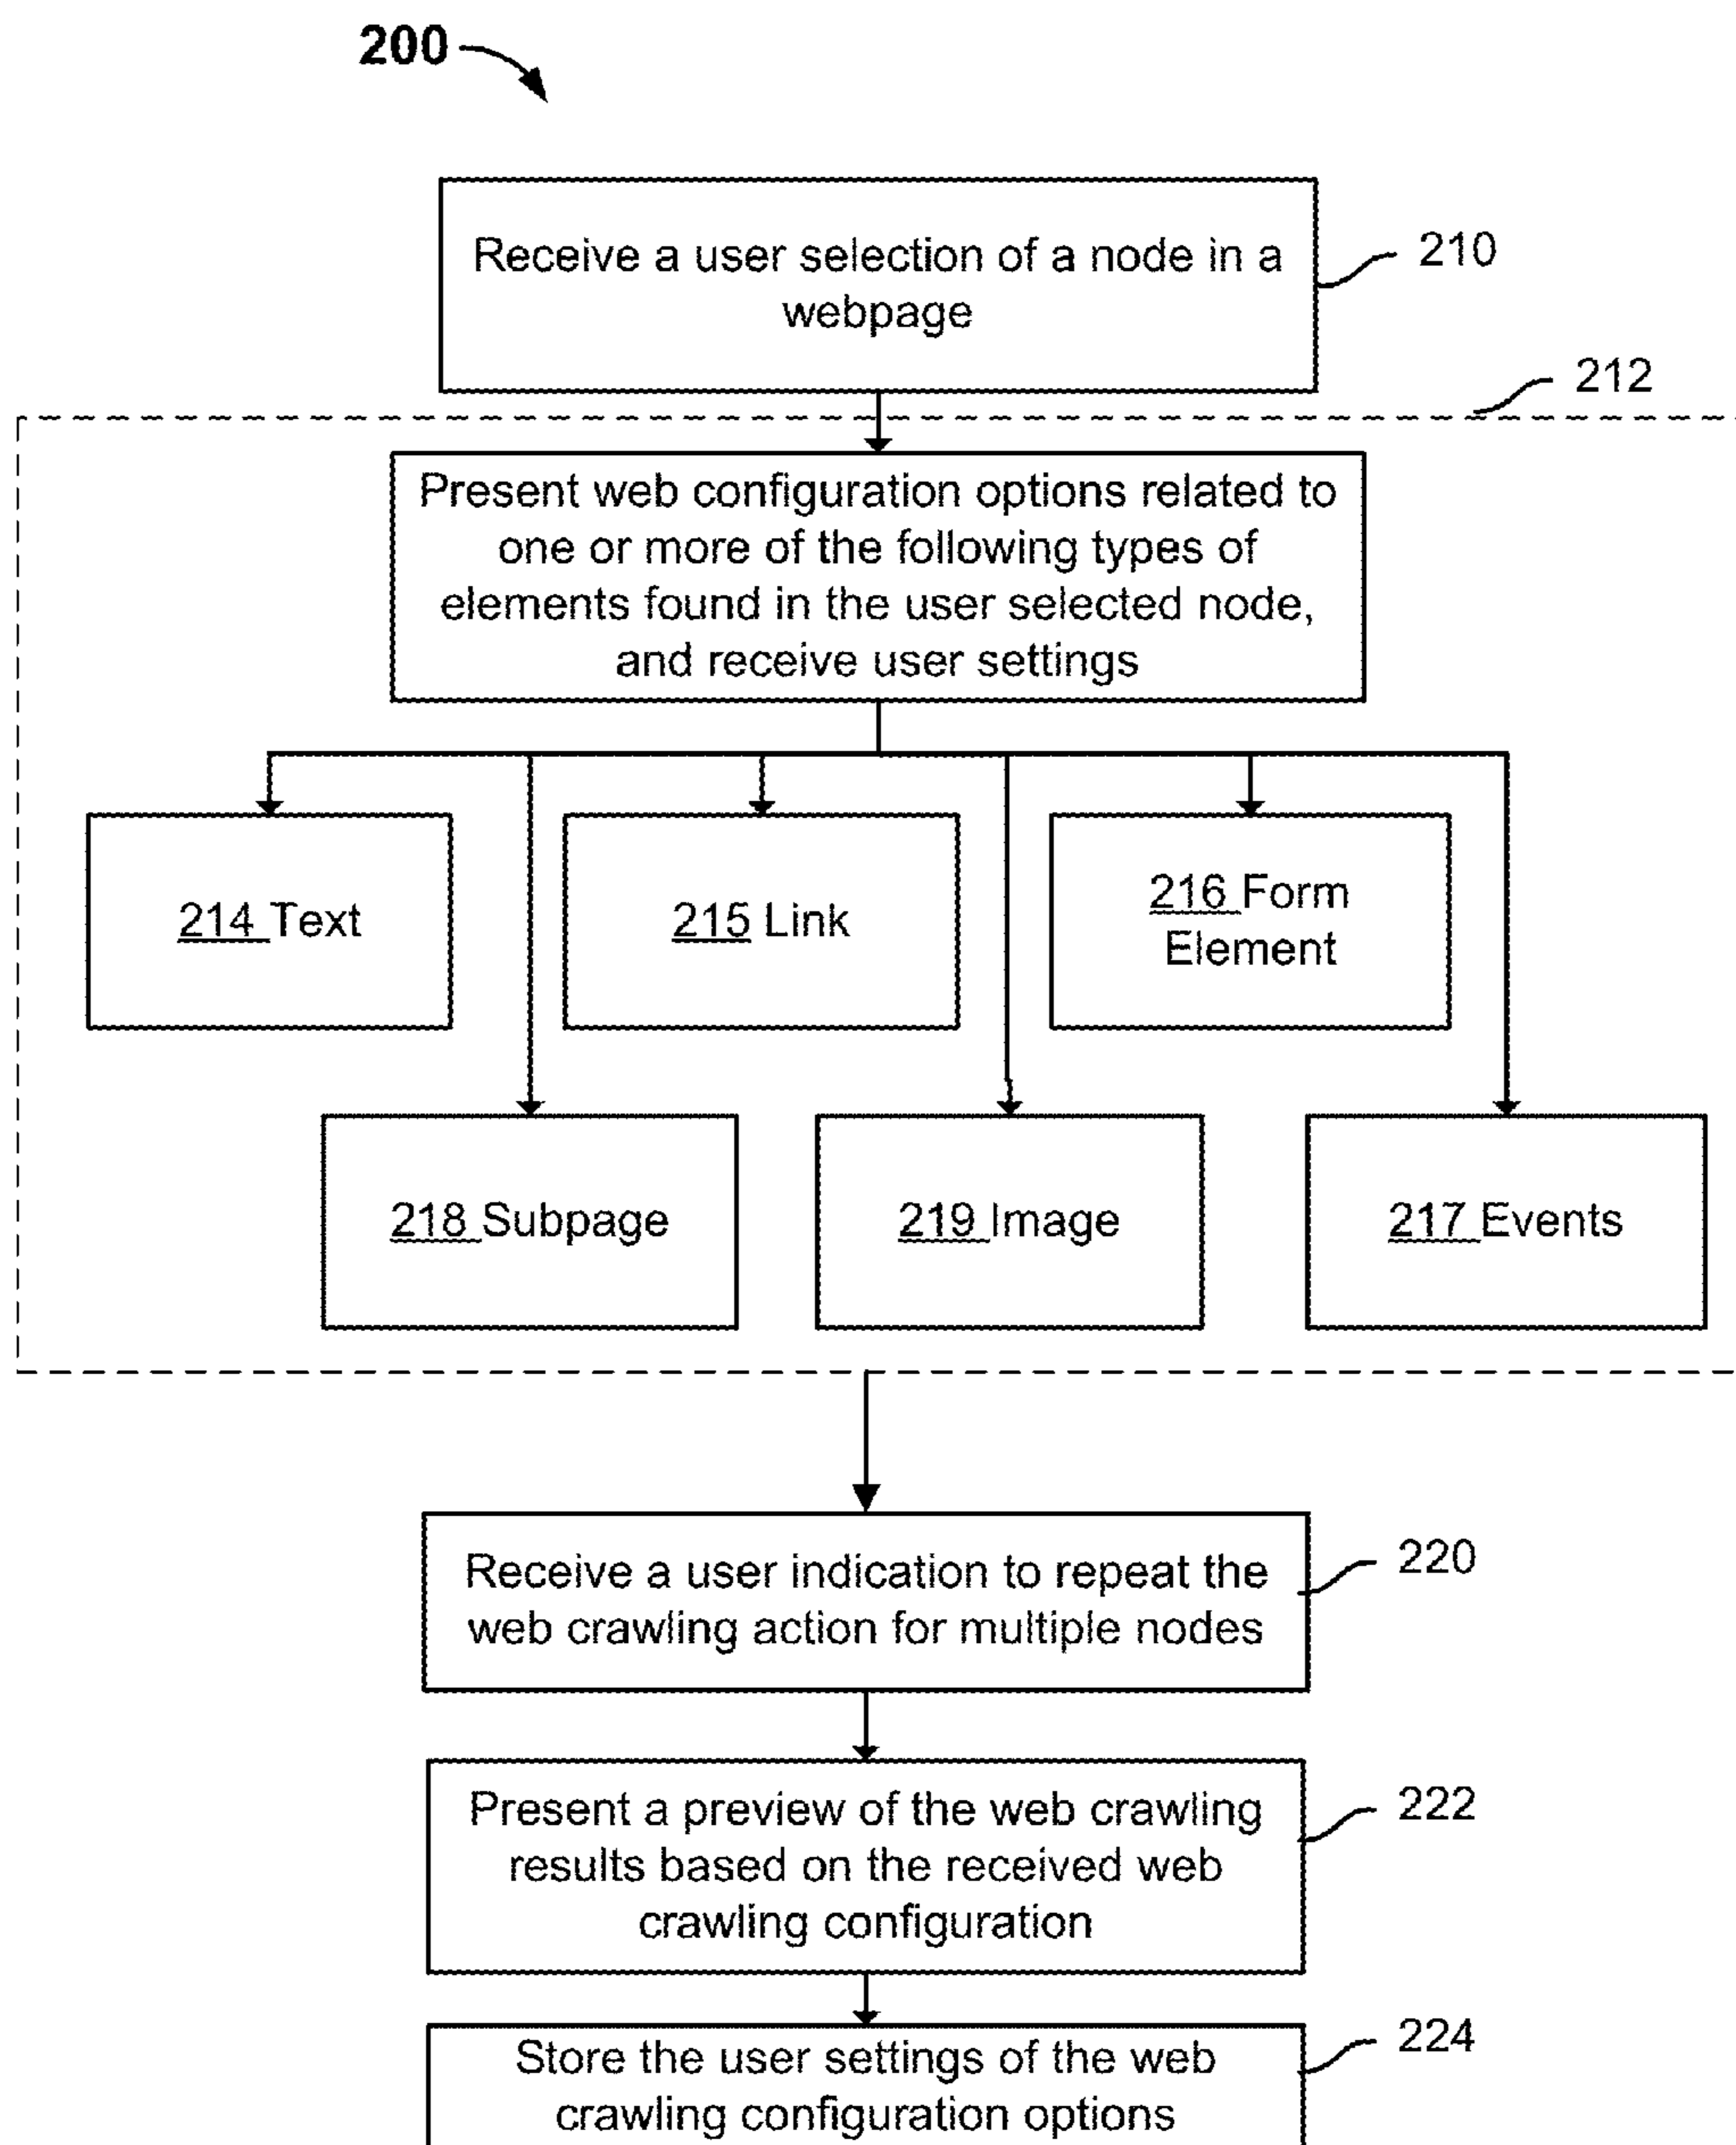 200
Receive a user selection of a node in a
webpage
210
212
Present web configuration options related to
one or more of the following types of
elements found in the user selected node,
and receive user settings
214 Text
215 Link
216 Form
Element
218 Subpage
219 Image
217 Events
Receive a user indication to repeat the
web crawling action for multiple nodes
220
Present a preview of the web crawling
results based on the received web
crawling configuration
222
Store the user settings of the web
crawling configuration options
224